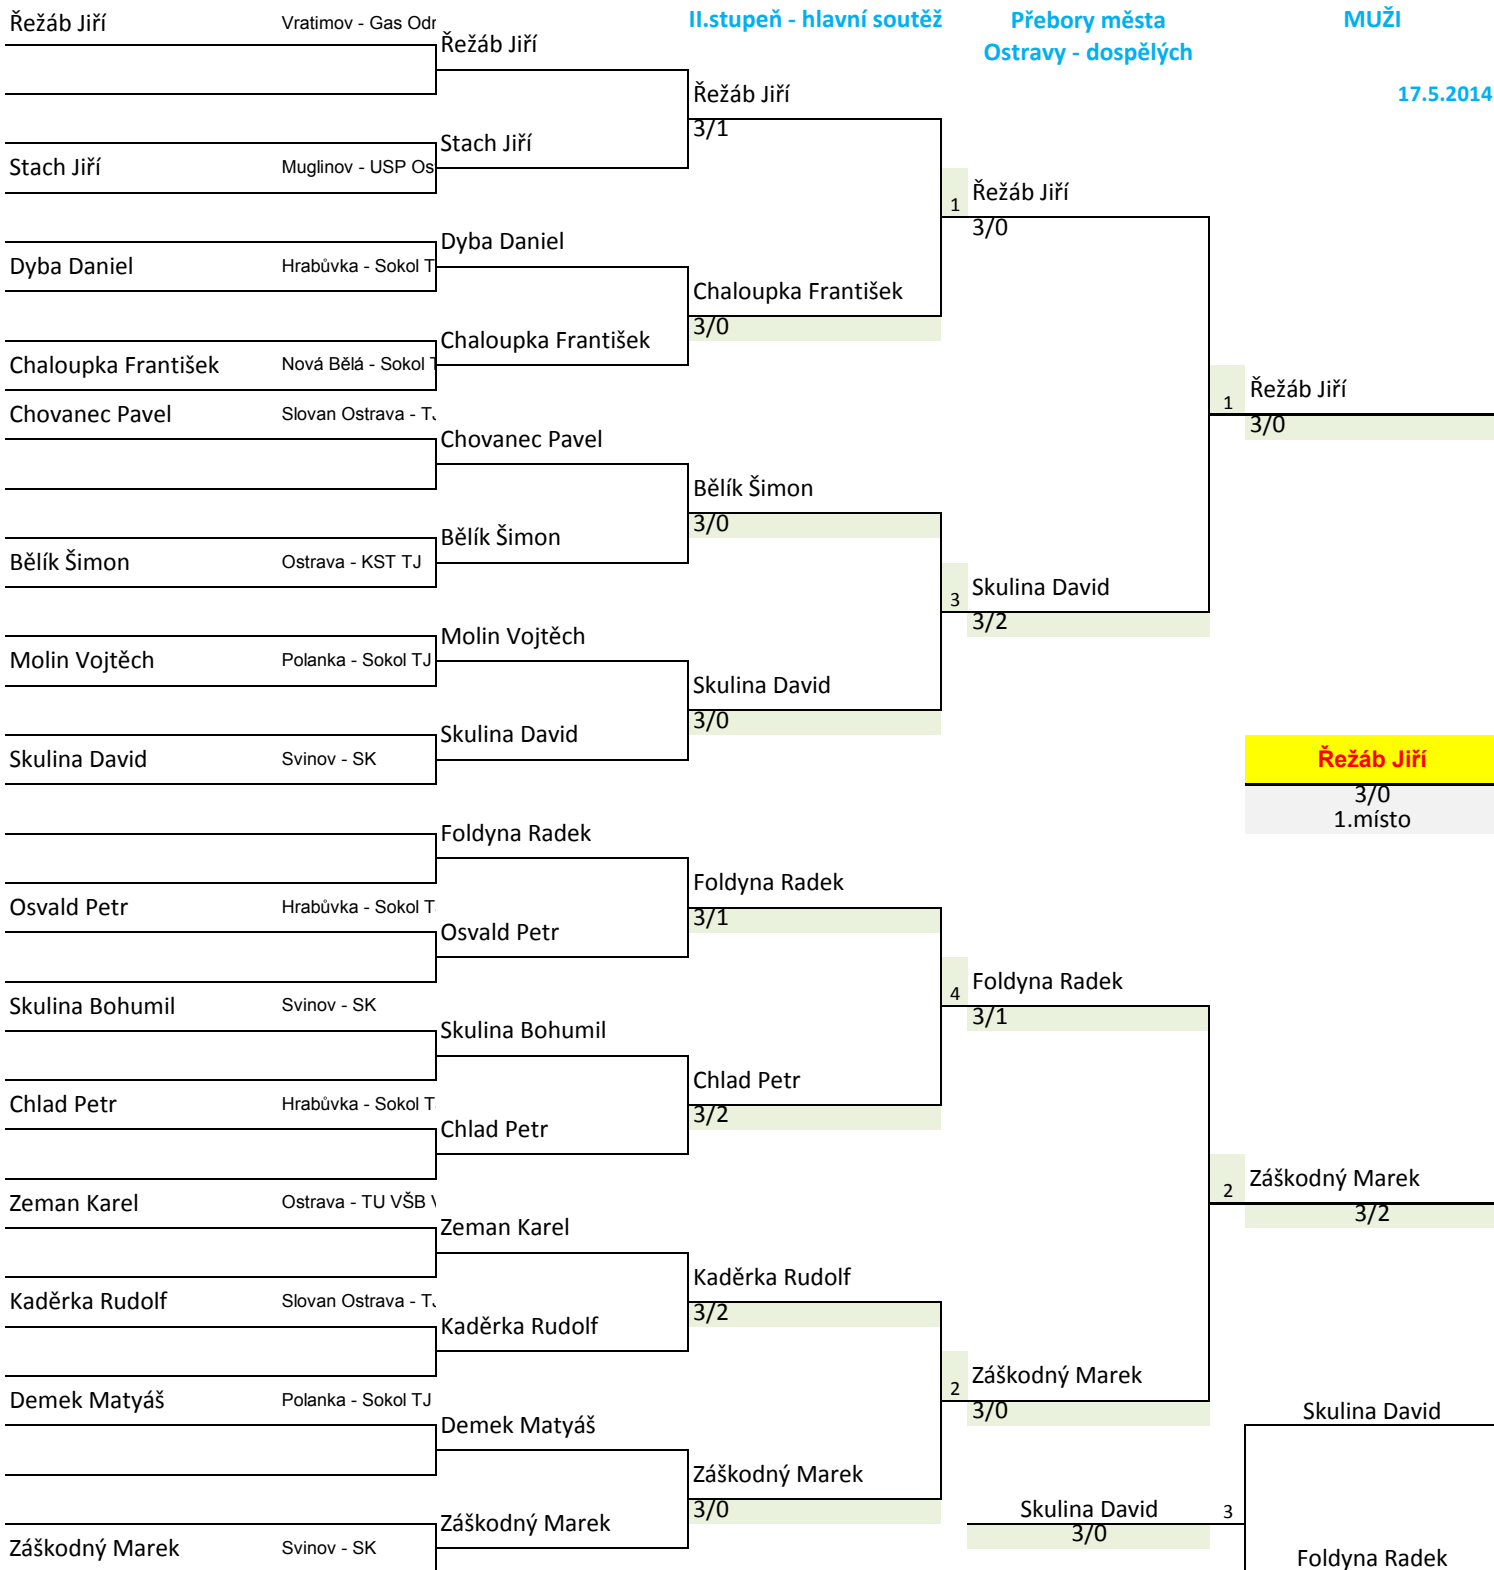 II.stupeň - hlavní soutěž
Přebory města
Ostravy - dospělých
MUŽI
17.5.2014
Řežáb Jiří Vratimov - Gas Odr
Stach Jiří Muglinov - USP Os
Dyba Daniel Hrabůvka - Sokol T
Chaloupka František Nová Bělá - Sokol
Chovanec Pavel Slovan Ostrava - TJ
Bělík Šimon Ostrava - KST TJ
Molin Vojtěch Polanka - Sokol TJ
Skulina David Svinov - SK
Osvald Petr Hrabůvka - Sokol T
Skulina Bohumil Svinov - SK
Chlad Petr Hrabůvka - Sokol T
Zeman Karel Ostrava - TU VŠB
Kaděrka Rudolf Slovan Ostrava - TJ
Demek Matyáš Polanka - Sokol TJ
Záškodný Marek Svinov - SK
Řežáb Jiří
Stach Jiří
Dyba Daniel
Chaloupka František
Chovanec Pavel
Bělík Šimon
Molin Vojtěch
Skulina David
Foldyna Radek
Osvald Petr
Skulina Bohumil
Chlad Petr
Zeman Karel
Kaděrka Rudolf
Demek Matyáš
Záškodný Marek
Řežáb Jiří
3/1
Chaloupka František
3/0
Bělík Šimon
3/0
Skulina David
3/0
Foldyna Radek
3/1
Chlad Petr
3/2
Kaděrka Rudolf
3/2
Záškodný Marek
3/0
1 Řežáb Jiří
3/0
3 Skulina David
3/2
4 Foldyna Radek
3/1
2 Záškodný Marek
3/0
1 Řežáb Jiří
3/0
Řežáb Jiří
3/0
1.místo
2 Záškodný Marek
3/2
Skulina David
Skulina David 3
3/0
Foldyna Radek